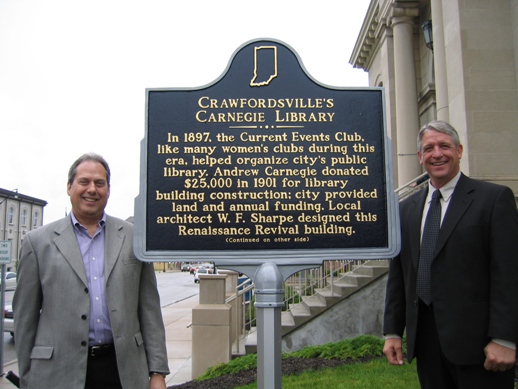 Crawfordsville's
Carnegie Library
In 1897, the Current Events Club,
like many women's clubs during this
era, helped organize city's public
library. Andrew Carnegie donated
$25,000 in 1901 for library
building construction; city provided
land and annual funding. Local
architect W. F. Sharpe designed this
Renaissance Revival building.
(Continued on other side)